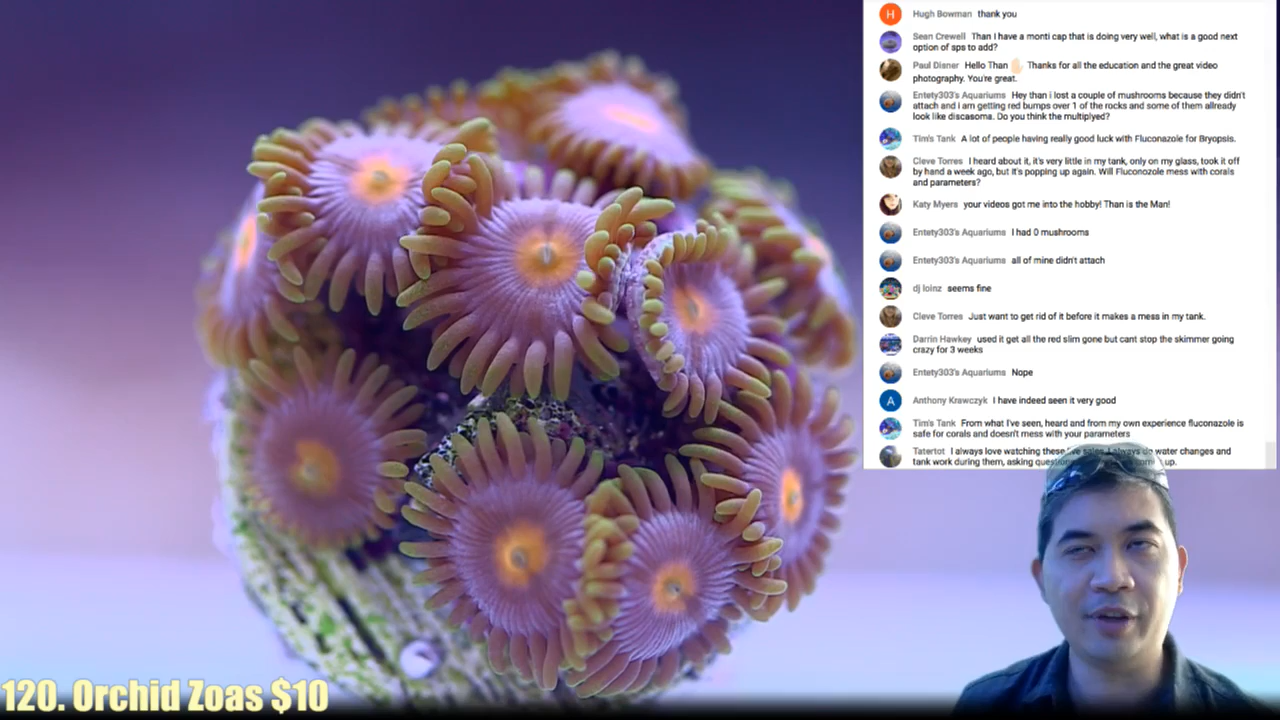 H Hugh Bowman thank you
Sean Crewell Than I have a monti cap that is doing very well, what is a good next
option of sps to add?
Paul Disner Hello Than Thanks for all the education and the great video
photography. You're great.
Entety303's Aquariums Hey than i lost a couple of mushrooms because they didn't
attach and i am getting red bumps over 1 of the rocks and some of them allready
look like discasoma. Do you think the multiplyed?
Tim's Tank A lot of people having really good luck with Fluconazole for Bryopsis.
Cleve Torres I heard about it, it's very little in my tank, only on my glass, took it off
by hand a week ago, but it's popping up again. Will Fluconozole mess with corals
and parameters?
Katy Myers your videos got me into the hobby! Than is the Man!
Entety303's Aquariums I had 0 mushrooms
Entety303's Aquariums all of mine didn't attach
dj loinz seems fine
Cleve Torres Just want to get rid of it before it makes a mess in my tank.
Darrin Hawkey used it get all the red slim gone but cant stop the skimmer going
crazy for 3 weeks
Entety303's Aquariums Nope
A Anthony Krawczyk I have indeed seen it very good
Tim's Tank From what I've seen, heard and from my own experience fluconazole is
safe for corals and doesn't mess with your parameters
Tatertot I always love watching these live sales, I always do water changes and
tank work during them, asking up.
120. Orchid Zoas $10